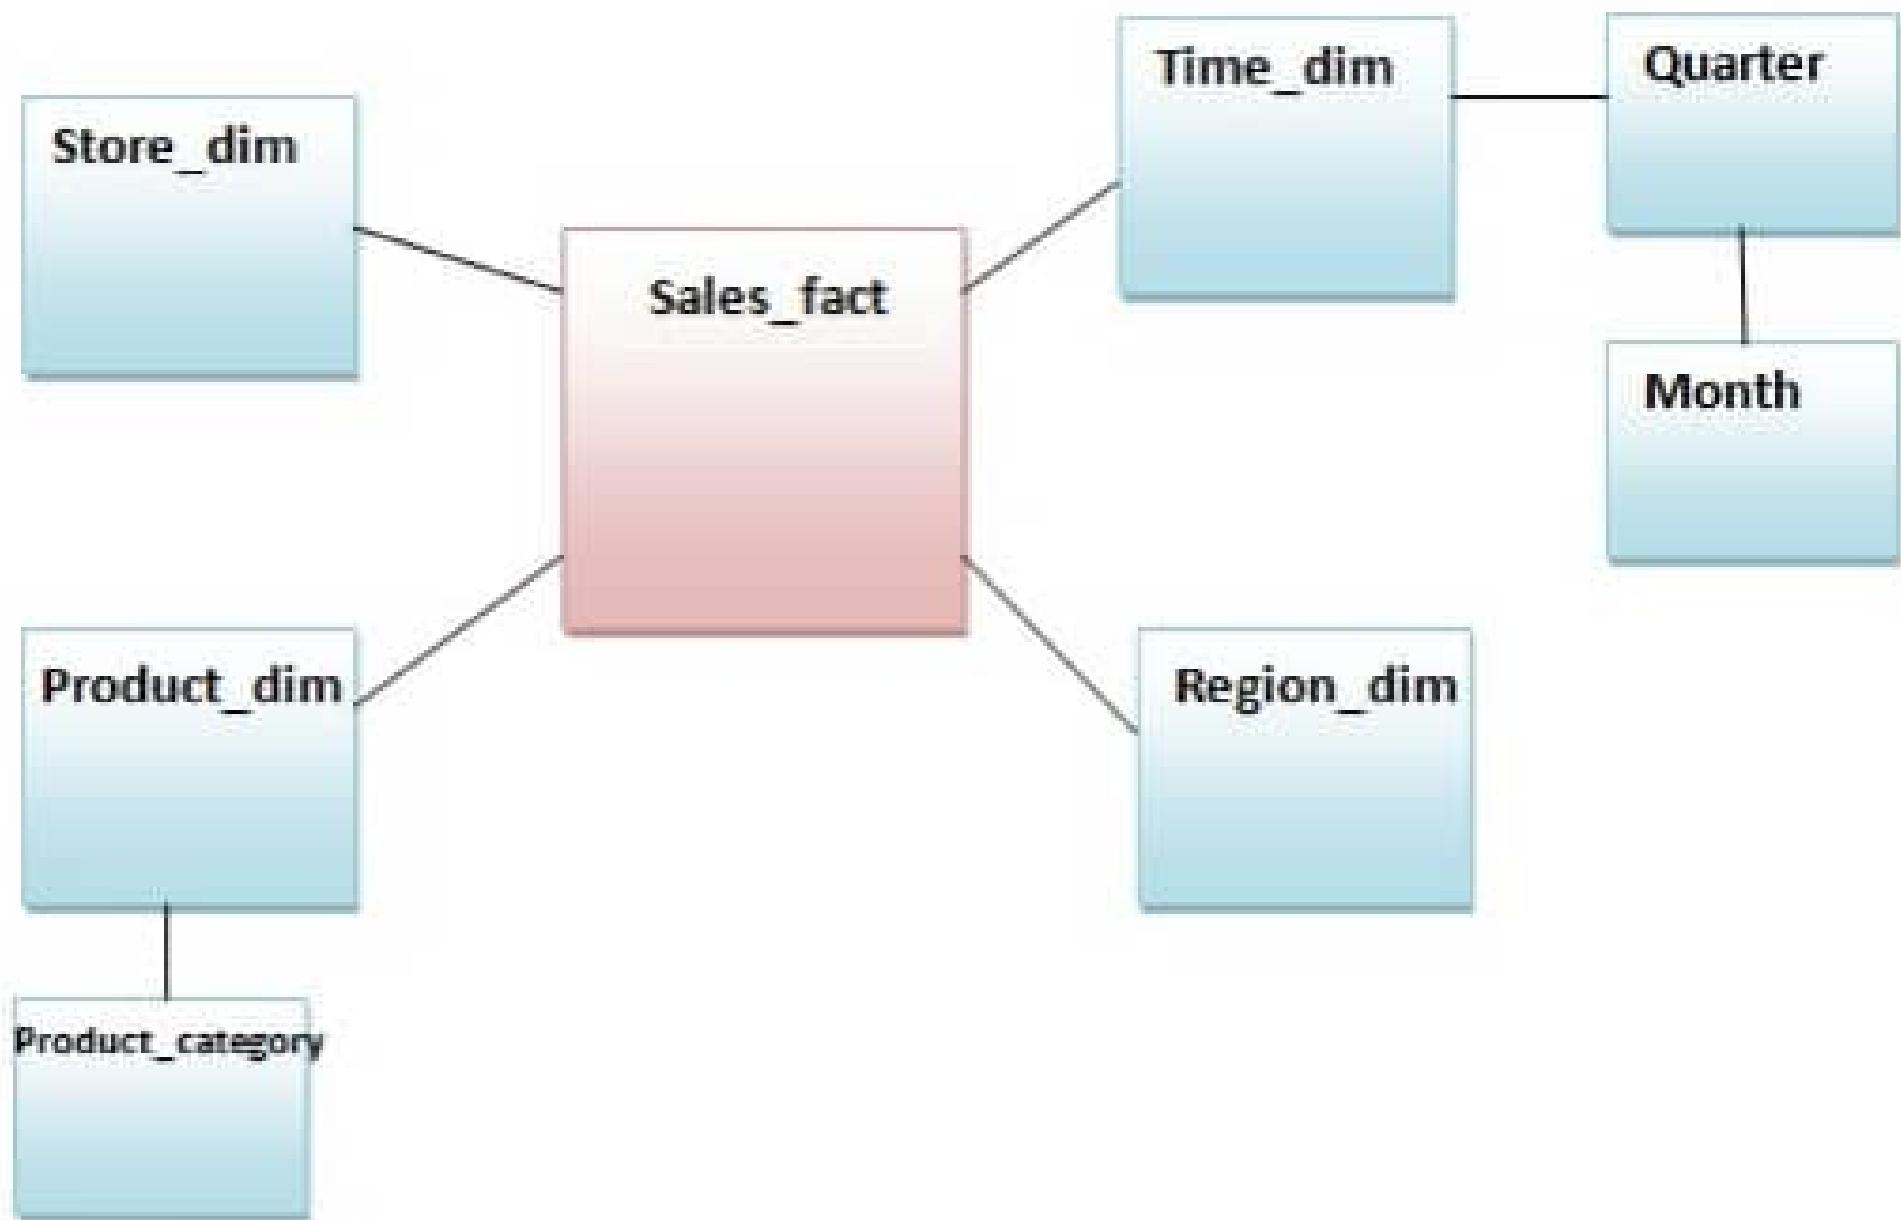 Time_dim
Quarter
Store_dim
Sales_fact
Month
Product_dim
Region_dim
Product_category